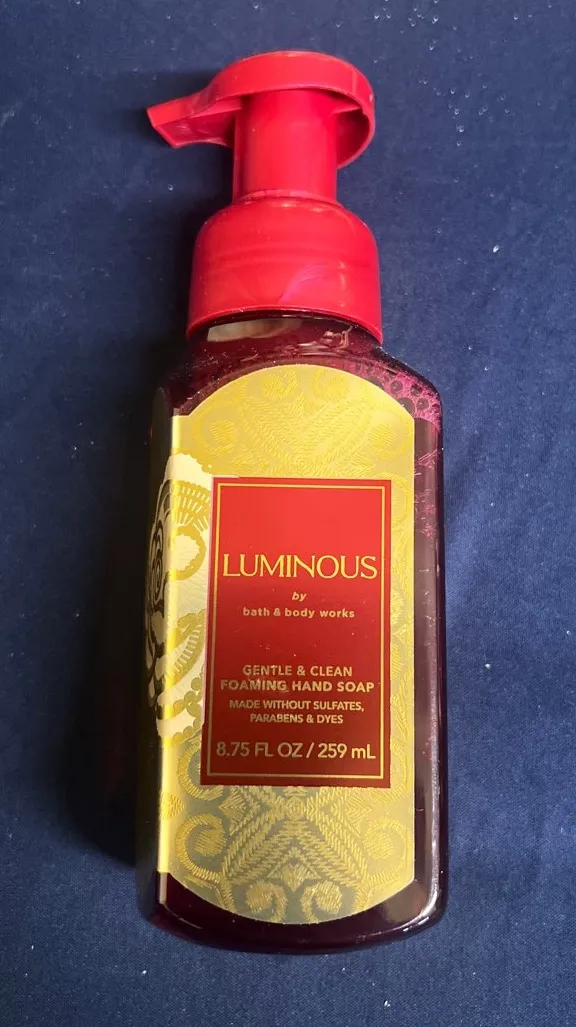 LUMINOUS
by
bath & body works
GENTLE & CLEAN
FOAMING HAND SOAP
MADE WITHOUT SULFATES,
PARABENS & DYES
8.75 FL OZ / 259 mL